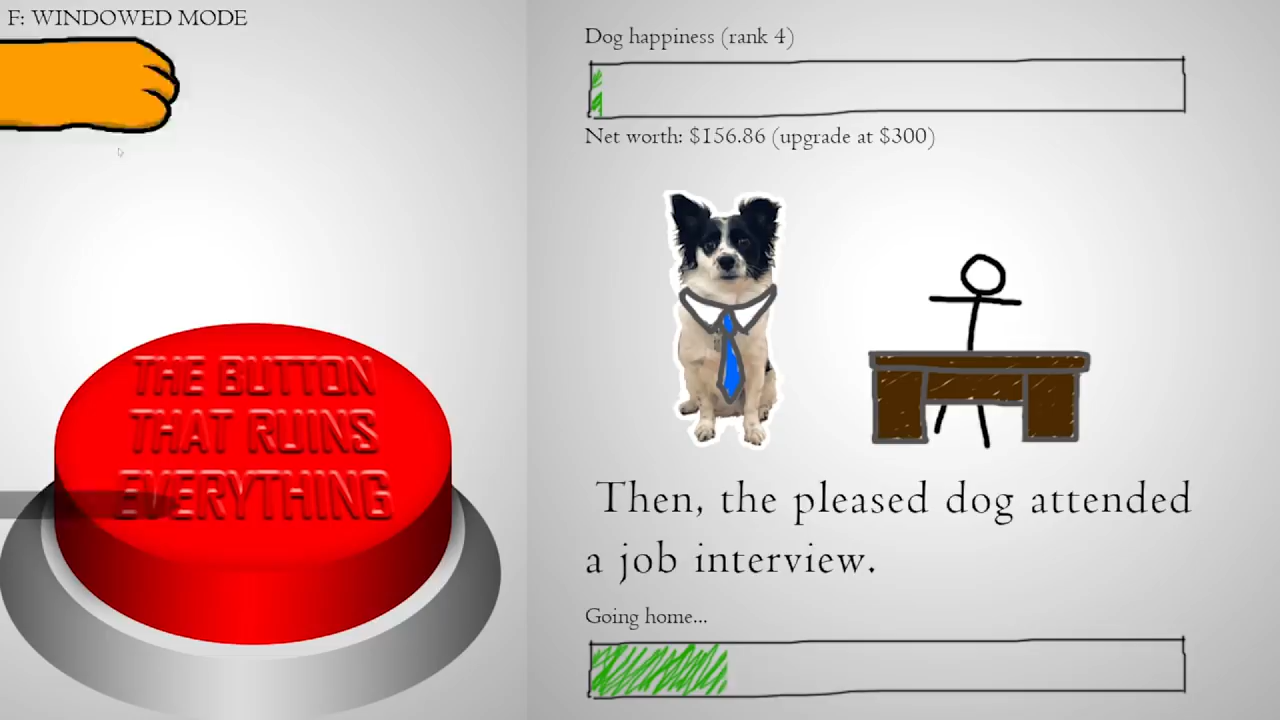 F: WINDOWED MODE
THE BUTTON
THAT RUINS
EVERYTHING
Dog happiness (rank 4)
Net worth: $156.86 (upgrade at $300)
Then, the pleased dog attended
a job interview.
Going home...